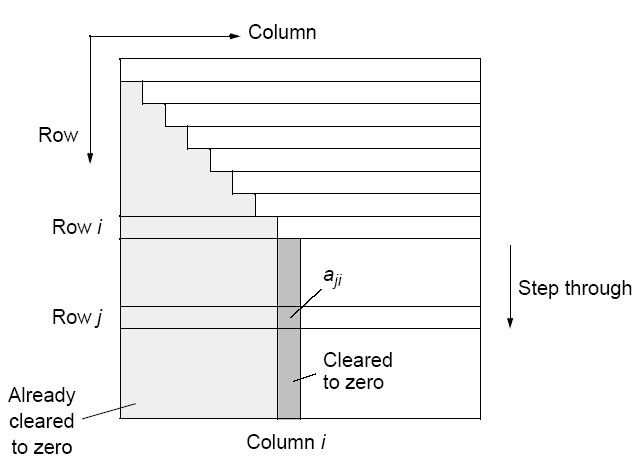 Column
Row
Row i
a_ji
Step through
Row j
Cleared
to zero
Already
cleared
to zero
Column i